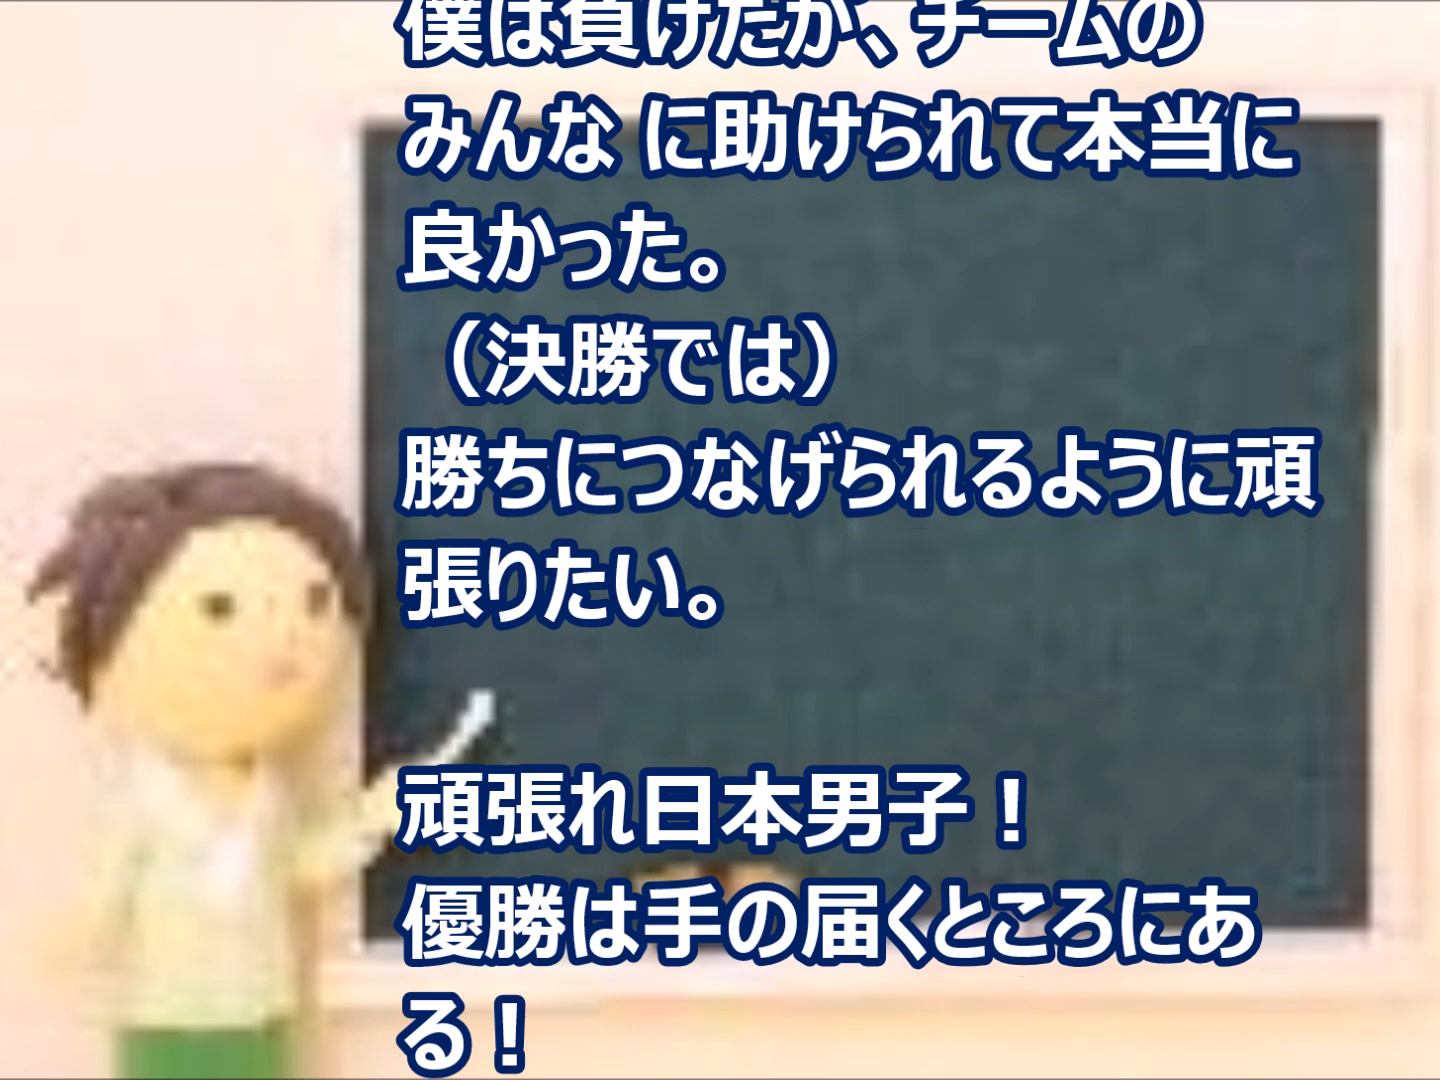 僕は負けたが、チームの
みんな に助けられて本当に
良かった。
（決勝では）
勝ちにつなげられるように頑
張りたい。
頑張れ日本男子！
優勝は手の届くところにあ
る！